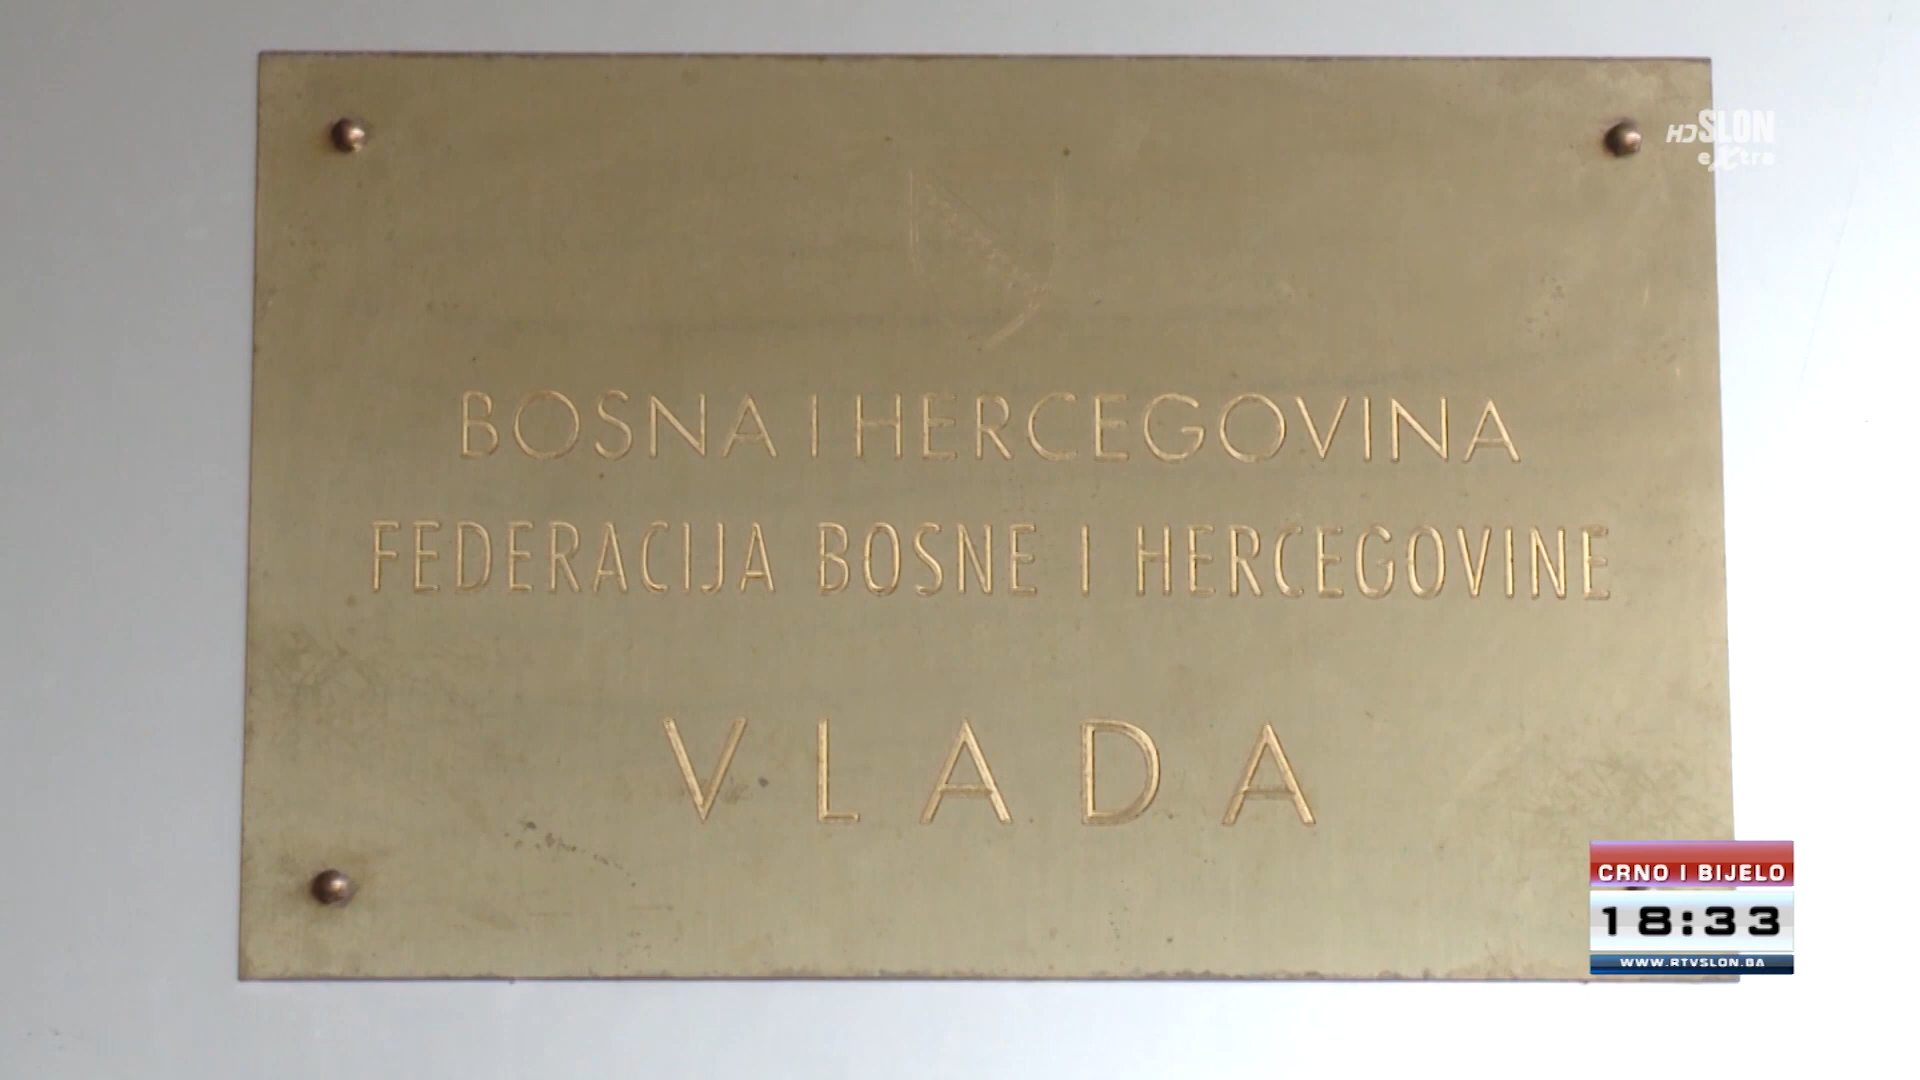 HD SLON
extra
BOSNA I HERCEGOVINA
FEDERACIJA BOSNE I HERCEGOVINE
VLADA
CRNO I BIJELO
18:33
WWW.RTVSLON.BA